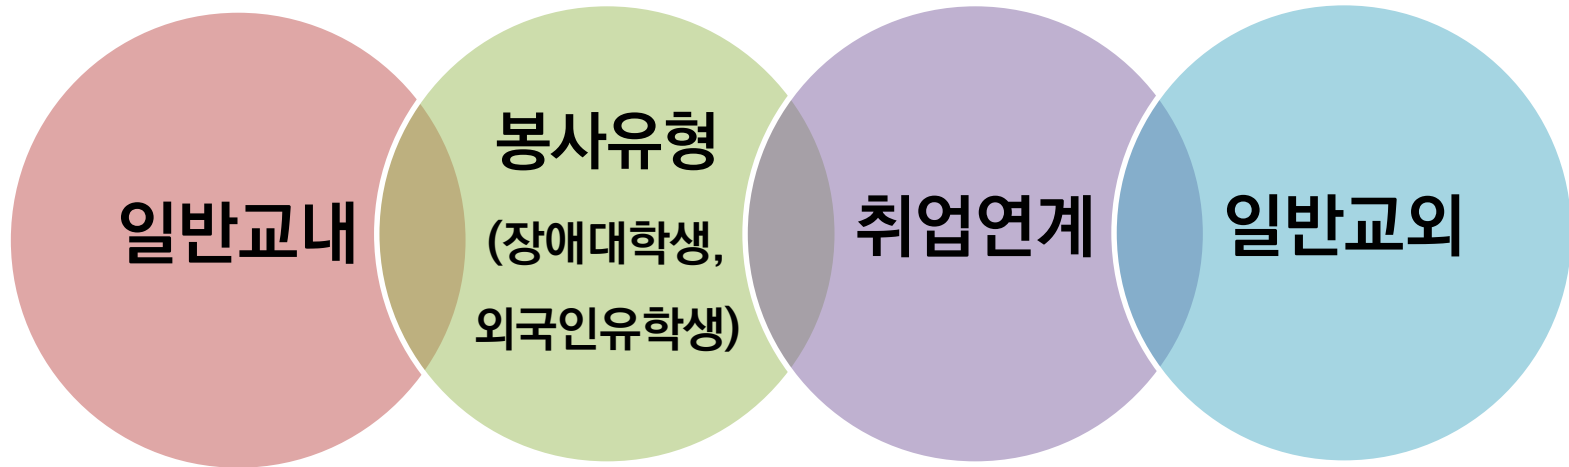 일반교내
봉사유형
(장애대학생,
외국인유학생)
취업연계
일반교외